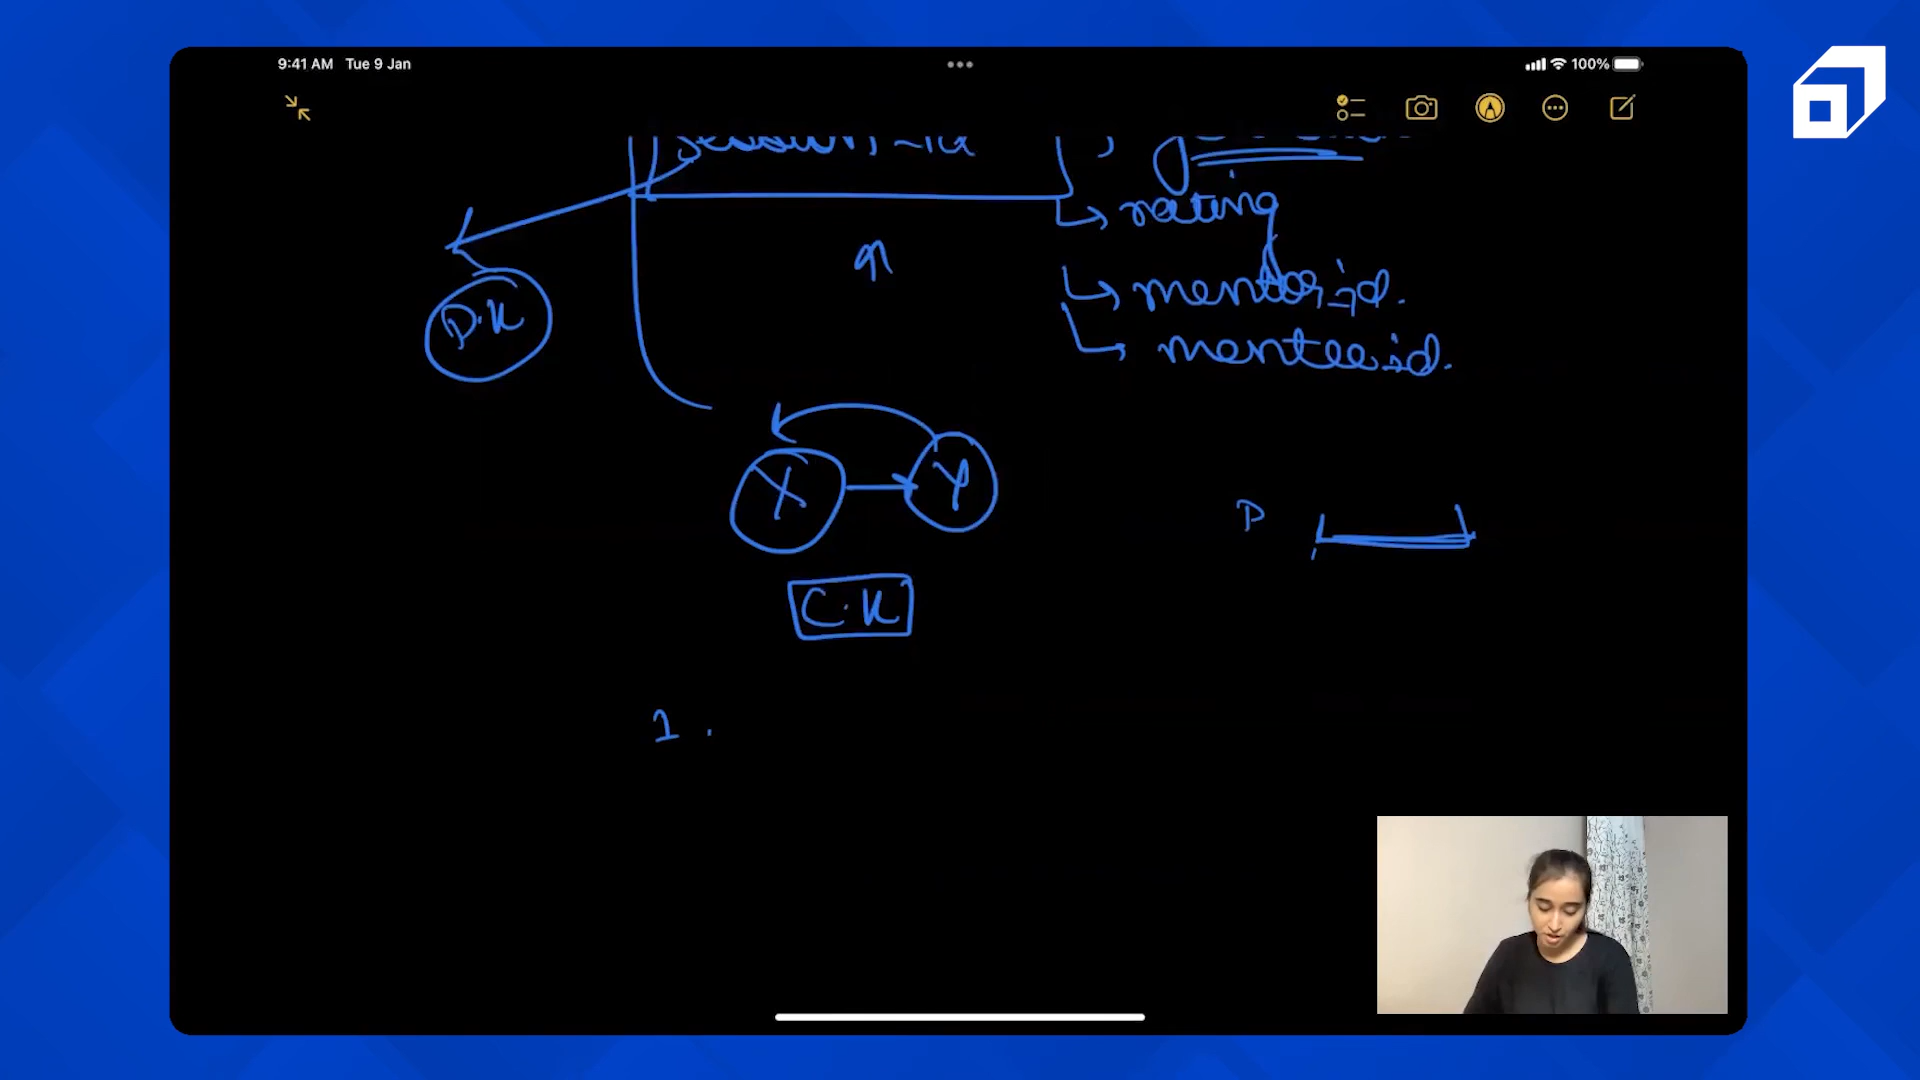 9:41 AM Tue 9 Jan
100%
rating
mentor_id.
P.K
mentee_id.
X Y
P
C.K
1 .